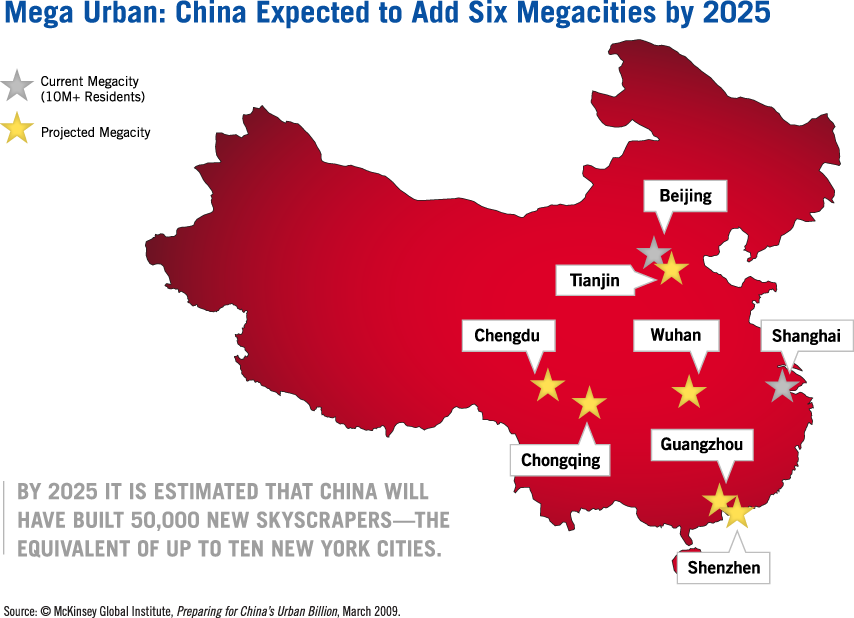 Mega Urban: China Expected to Add Six Megacities by 2025
Current Megacity
(10M+ Residents)
Projected Megacity
Beijing
Tianjin
Chengdu
Wuhan
Shanghai
Guangzhou
Chongqing
BY 2025 IT IS ESTIMATED THAT CHINA WILL
HAVE BUILT 50,000 NEW SKYSCRAPERS—THE
EQUIVALENT OF UP TO TEN NEW YORK CITIES.
Shenzhen
Source: © McKinsey Global Institute, Preparing for China's Urban Billion, March 2009.